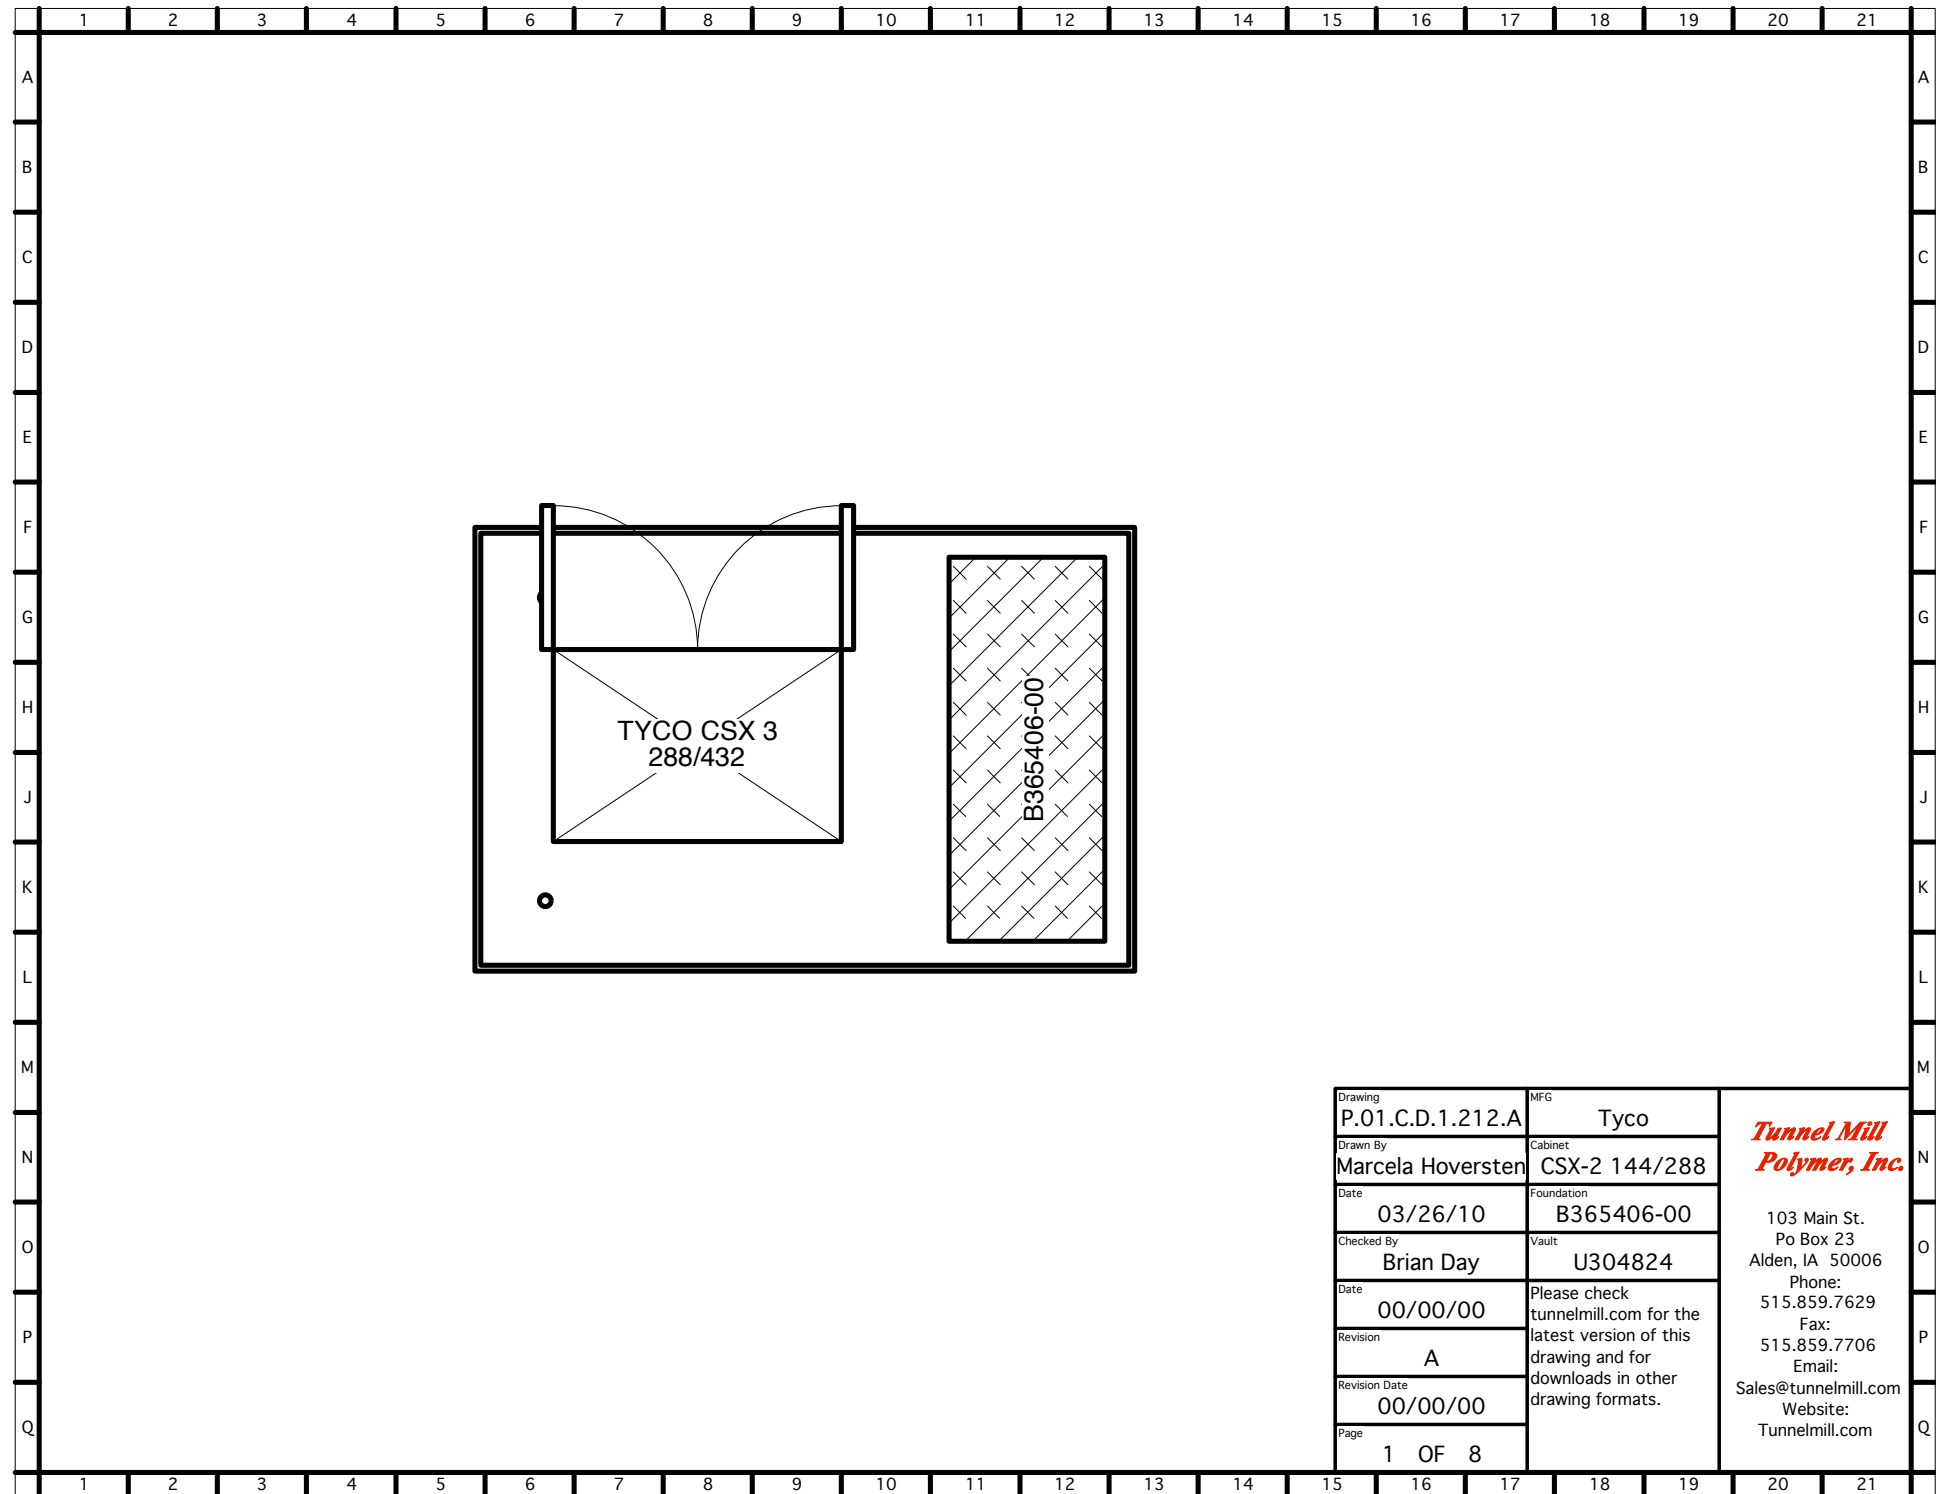 1 2 3 4 5 6 7 8 9 10 11 12 13 14 15 16 17 18 19 20 21
A A
B B
C C
D D
E E
F F
G G
H H
J J
K K
L L
M M
N N
O O
P P
Q Q
TYCO CSX 3
288/432
B365406-00
Drawing
P.01.C.D.1.212.A
Drawn By
Marcela Hoversten
Date
03/26/10
Checked By
Brian Day
Date
00/00/00
Revision
A
Revision Date
00/00/00
Page
1 OF 8
MFG
Tyco
Cabinet
CSX-2 144/288
Foundation
B365406-00
Vault
U304824
Please check
tunnelmill.com for the
latest version of this
drawing and for
downloads in other
drawing formats.
Tunnel Mill
Polymer, Inc.
103 Main St.
Po Box 23
Alden, IA 50006
Phone:
515.859.7629
Fax:
515.859.7706
Email:
Sales@tunnelmill.com
Website:
Tunnelmill.com
1 2 3 4 5 6 7 8 9 10 11 12 13 14 15 16 17 18 19 20 21